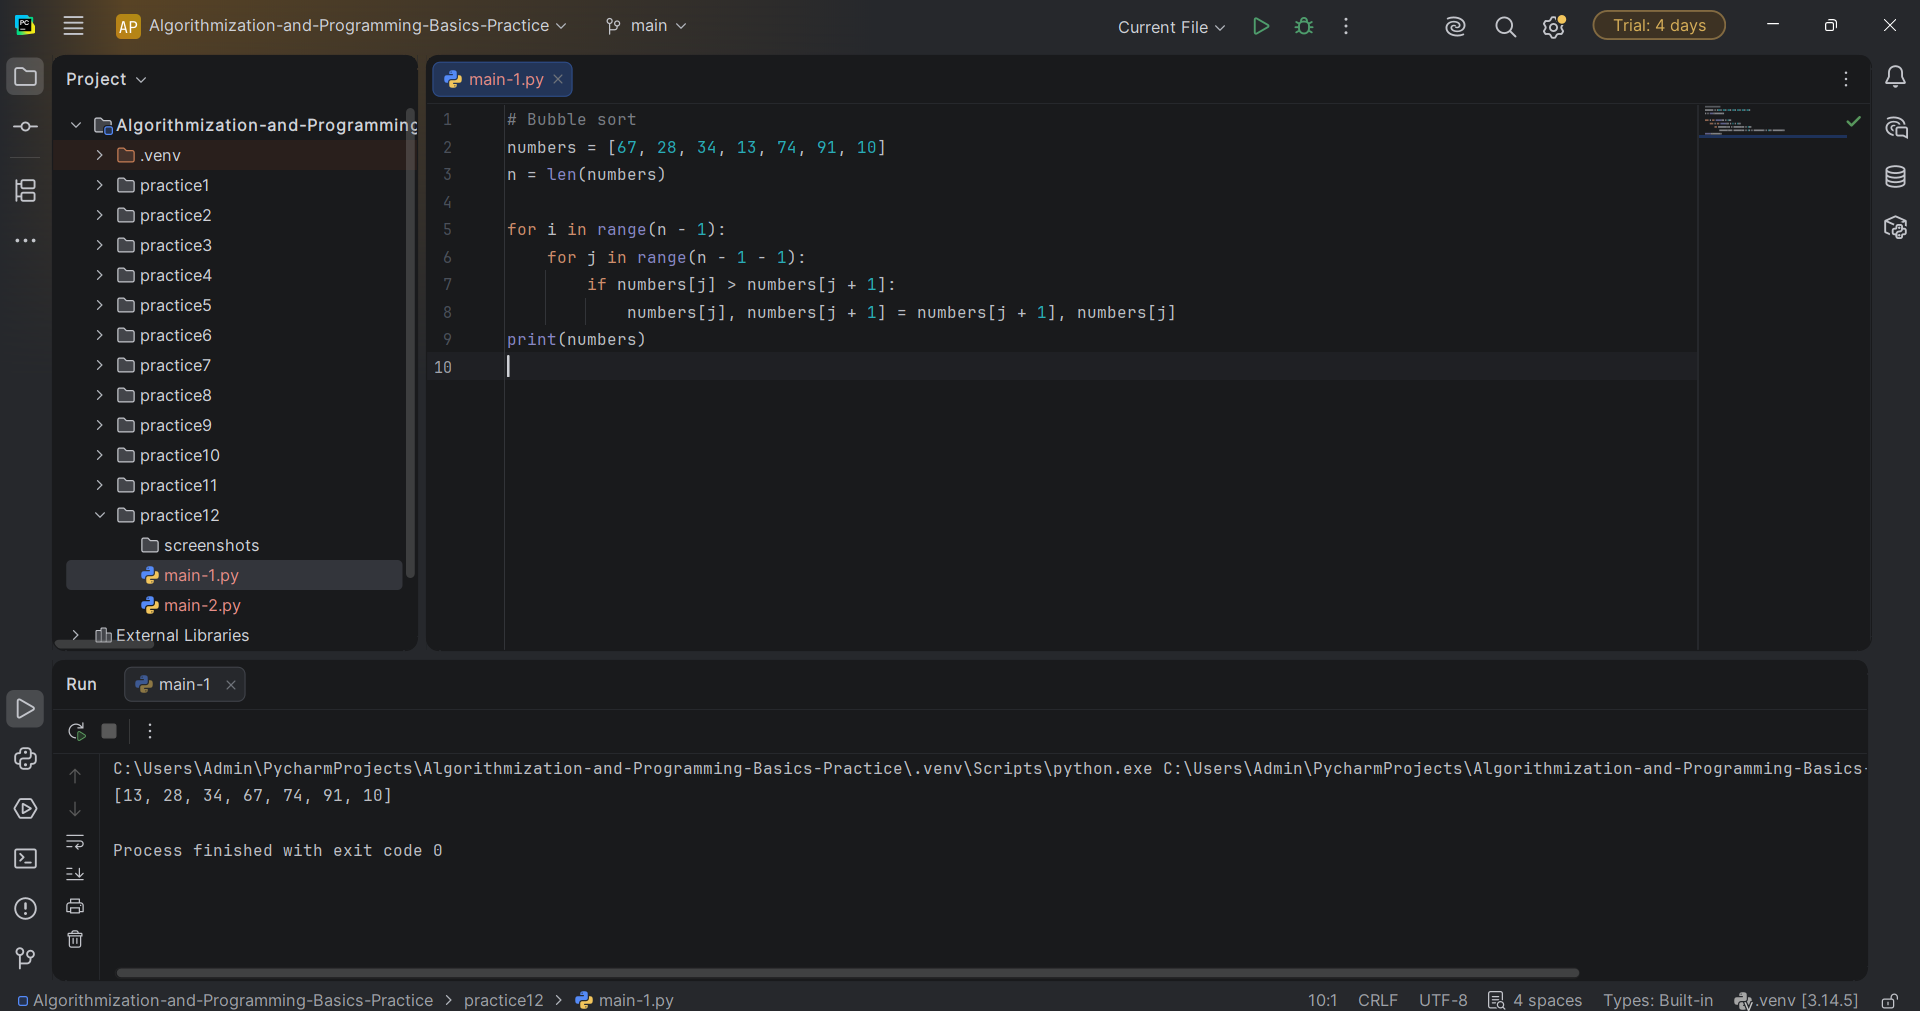 PC
AP Algorithmization-and-Programming-Basics-Practice main Current File Trial: 4 days
Project
Algorithmization-and-Programming
.venv
practice1
practice2
practice3
practice4
practice5
practice6
practice7
practice8
practice9
practice10
practice11
practice12
screenshots
main-1.py
main-2.py
External Libraries
main-1.py
1 # Bubble sort
2 numbers = [67, 28, 34, 13, 74, 91, 10]
3 n = len(numbers)
4
5 for i in range(n - 1):
6     for j in range(n - 1 - 1):
7         if numbers[j] > numbers[j + 1]:
8             numbers[j], numbers[j + 1] = numbers[j + 1], numbers[j]
9 print(numbers)
10
Run main-1
C:\Users\Admin\PycharmProjects\Algorithmization-and-Programming-Basics-Practice\.venv\Scripts\python.exe C:\Users\Admin\PycharmProjects\Algorithmization-and-Programming-Basics-
[13, 28, 34, 67, 74, 91, 10]
Process finished with exit code 0
Algorithmization-and-Programming-Basics-Practice > practice12 > main-1.py 10:1 CRLF UTF-8 4 spaces Types: Built-in .venv [3.14.5]